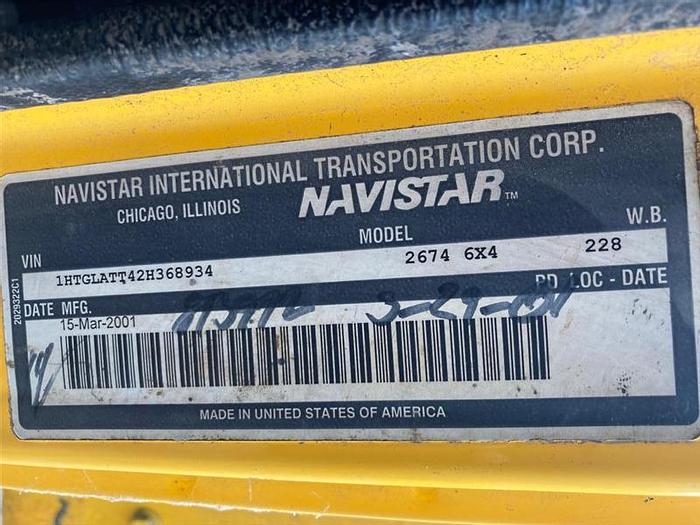 NAVISTAR INTERNATIONAL TRANSPORTATION CORP.
CHICAGO, ILLINOIS NAVISTAR™
VIN MODEL W.B.
1HTGLATT42H368934 2674 6X4 228
DATE MFG. PD LOC - DATE
15-Mar-2001
MADE IN UNITED STATES OF AMERICA
2029322C1